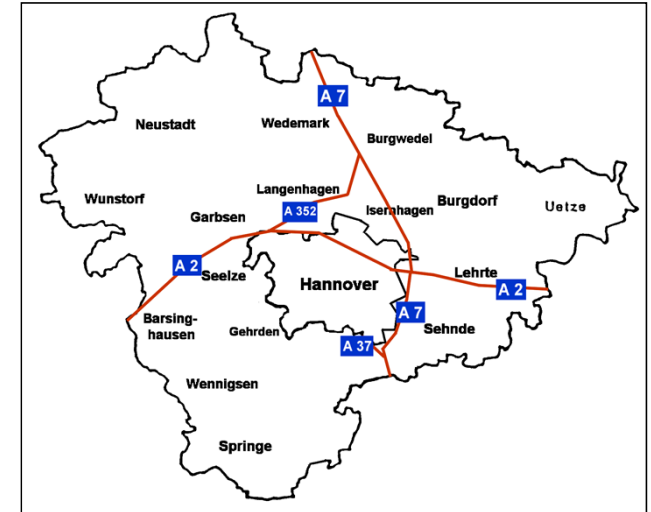 A 7
Neustadt
Wedemark
Burgwedel
Langenhagen
Wunstorf
Burgdorf
Uetze
A 352
Isernhagen
Garbsen
A 2
Seelze
Lehrte
Hannover
A 2
A 7
Barsing-
hausen
Gehrden
Sehnde
A 37
Wennigsen
Springe